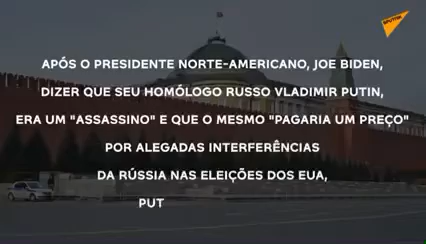 SPUTNIK
APÓS O PRESIDENTE NORTE-AMERICANO, JOE BIDEN,
DIZER QUE SEU HOMÓLOGO RUSSO VLADIMIR PUTIN,
ERA UM "ASSASSINO" E QUE O MESMO "PAGARIA UM PREÇO"
POR ALEGADAS INTERFERÊNCIAS
DA RÚSSIA NAS ELEIÇÕES DOS EUA,
PUT